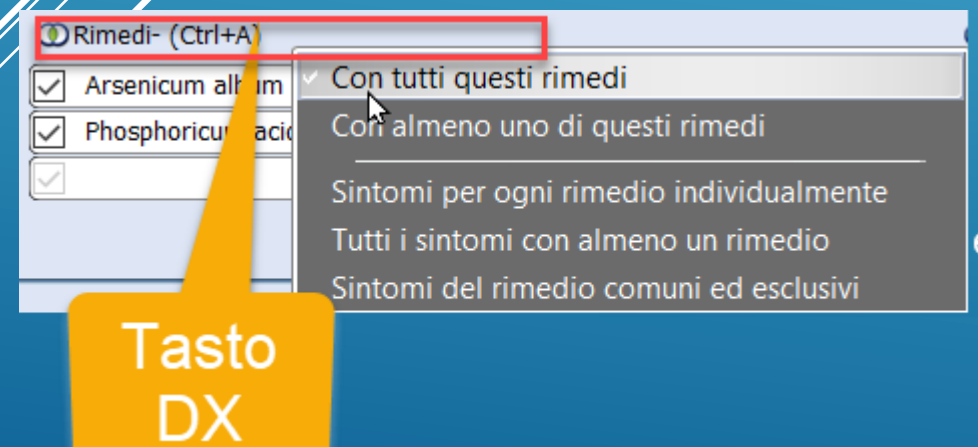 Rimedi- (Ctrl+A)
Arsenicum album
Phosphoricum acid
Con tutti questi rimedi
Con almeno uno di questi rimedi
Sintomi per ogni rimedio individualmente
Tutti i sintomi con almeno un rimedio
Sintomi del rimedio comuni ed esclusivi
Tasto
DX